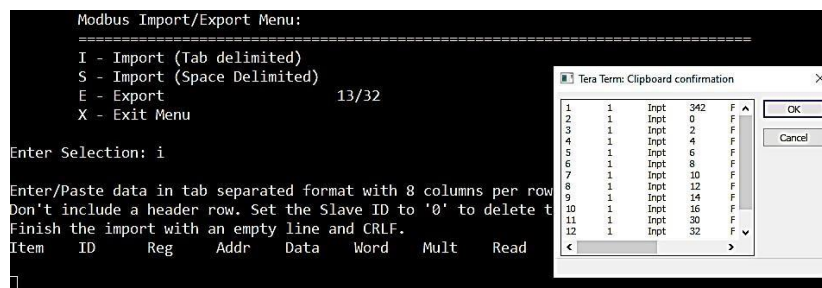 Modbus Import/Export Menu:
================================================================================
I - Import (Tab delimited)
S - Import (Space Delimited)
E - Export 13/32
X - Exit Menu
Enter Selection: i
Enter/Paste data in tab separated format with 8 columns per row
Don't include a header row. Set the Slave ID to '0' to delete t
Finish the import with an empty line and CRLF.
Item ID Reg Addr Data Word Mult Read
Tera Term: Clipboard confirmation
1 1 Inpt 342 F
2 1 Inpt 0 F
3 1 Inpt 2 F
4 1 Inpt 4 F
5 1 Inpt 6 F
6 1 Inpt 8 F
7 1 Inpt 10 F
8 1 Inpt 12 F
9 1 Inpt 14 F
10 1 Inpt 16 F
11 1 Inpt 30 F
12 1 Inpt 32 F
OK
Cancel